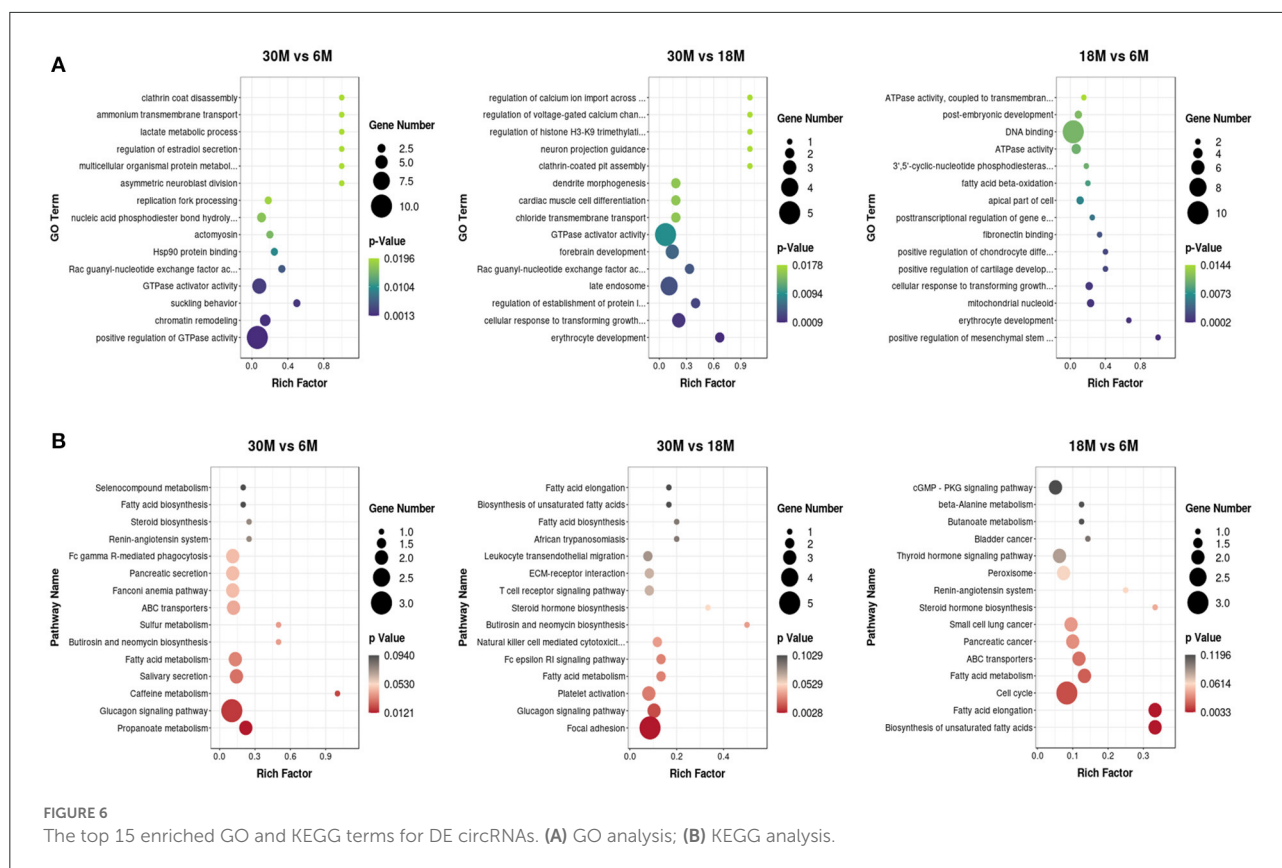 A
30M vs 6M
GO Term
clathrin coat disassembly
ammonium transmembrane transport
lactate metabolic process
regulation of estradiol secretion
multicellular organismal protein metabol...
asymmetric neuroblast division
replication fork processing
nucleic acid phosphodiester bond hydroly...
actomyosin
Hsp90 protein binding
Rac guanyl-nucleotide exchange factor ac...
GTPase activator activity
suckling behavior
chromatin remodeling
positive regulation of GTPase activity
0.0 0.3 0.6 0.9
Rich Factor
Gene Number
2.5
5.0
7.5
10.0
p-Value
0.0196
0.0104
0.0013
30M vs 18M
GO Term
regulation of calcium ion import across ...
regulation of voltage-gated calcium chan...
regulation of histone H3-K9 trimethylati...
neuron projection guidance
clathrin-coated pit assembly
dendrite morphogenesis
cardiac muscle cell differentiation
chloride transmembrane transport
GTPase activator activity
forebrain development
Rac guanyl-nucleotide exchange factor ac...
late endosome
regulation of establishment of protein l...
cellular response to transforming growth...
erythrocyte development
0.0 0.3 0.6 0.9
Rich Factor
Gene Number
1
2
3
4
5
p-Value
0.0178
0.0094
0.0009
18M vs 6M
GO Term
ATPase activity, coupled to transmembran...
post-embryonic development
DNA binding
ATPase activity
3',5'-cyclic-nucleotide phosphodiesteras...
fatty acid beta-oxidation
apical part of cell
posttranscriptional regulation of gene e...
fibronectin binding
positive regulation of chondrocyte diffe...
positive regulation of cartilage develop...
cellular response to transforming growth...
mitochondrial nucleoid
erythrocyte development
positive regulation of mesenchymal stem ...
0.0 0.4 0.8
Rich Factor
Gene Number
2
4
6
8
10
p-Value
0.0144
0.0073
0.0002
B
30M vs 6M
Pathway Name
Selenocompound metabolism
Fatty acid biosynthesis
Steroid biosynthesis
Renin-angiotensin system
Fc gamma R-mediated phagocytosis
Pancreatic secretion
Fanconi anemia pathway
ABC transporters
Sulfur metabolism
Butirosin and neomycin biosynthesis
Fatty acid metabolism
Salivary secretion
Caffeine metabolism
Glucagon signaling pathway
Propanoate metabolism
0.0 0.3 0.6 0.9
Rich Factor
Gene Number
1.0
1.5
2.0
2.5
3.0
p Value
0.0940
0.0530
0.0121
30M vs 18M
Pathway Name
Fatty acid elongation
Biosynthesis of unsaturated fatty acids
Fatty acid biosynthesis
African trypanosomiasis
Leukocyte transendothelial migration
ECM-receptor interaction
T cell receptor signaling pathway
Steroid hormone biosynthesis
Butirosin and neomycin biosynthesis
Natural killer cell mediated cytotoxicit...
Fc epsilon RI signaling pathway
Fatty acid metabolism
Platelet activation
Glucagon signaling pathway
Focal adhesion
0.0 0.2 0.4
Rich Factor
Gene Number
1
2
3
4
5
p Value
0.1029
0.0529
0.0028
18M vs 6M
Pathway Name
cGMP - PKG signaling pathway
beta-Alanine metabolism
Butanoate metabolism
Bladder cancer
Thyroid hormone signaling pathway
Peroxisome
Renin-angiotensin system
Steroid hormone biosynthesis
Small cell lung cancer
Pancreatic cancer
ABC transporters
Fatty acid metabolism
Cell cycle
Fatty acid elongation
Biosynthesis of unsaturated fatty acids
0.0 0.1 0.2 0.3
Rich Factor
Gene Number
1.0
1.5
2.0
2.5
3.0
p Value
0.1196
0.0614
0.0033
FIGURE 6
The top 15 enriched GO and KEGG terms for DE circRNAs. (A) GO analysis; (B) KEGG analysis.